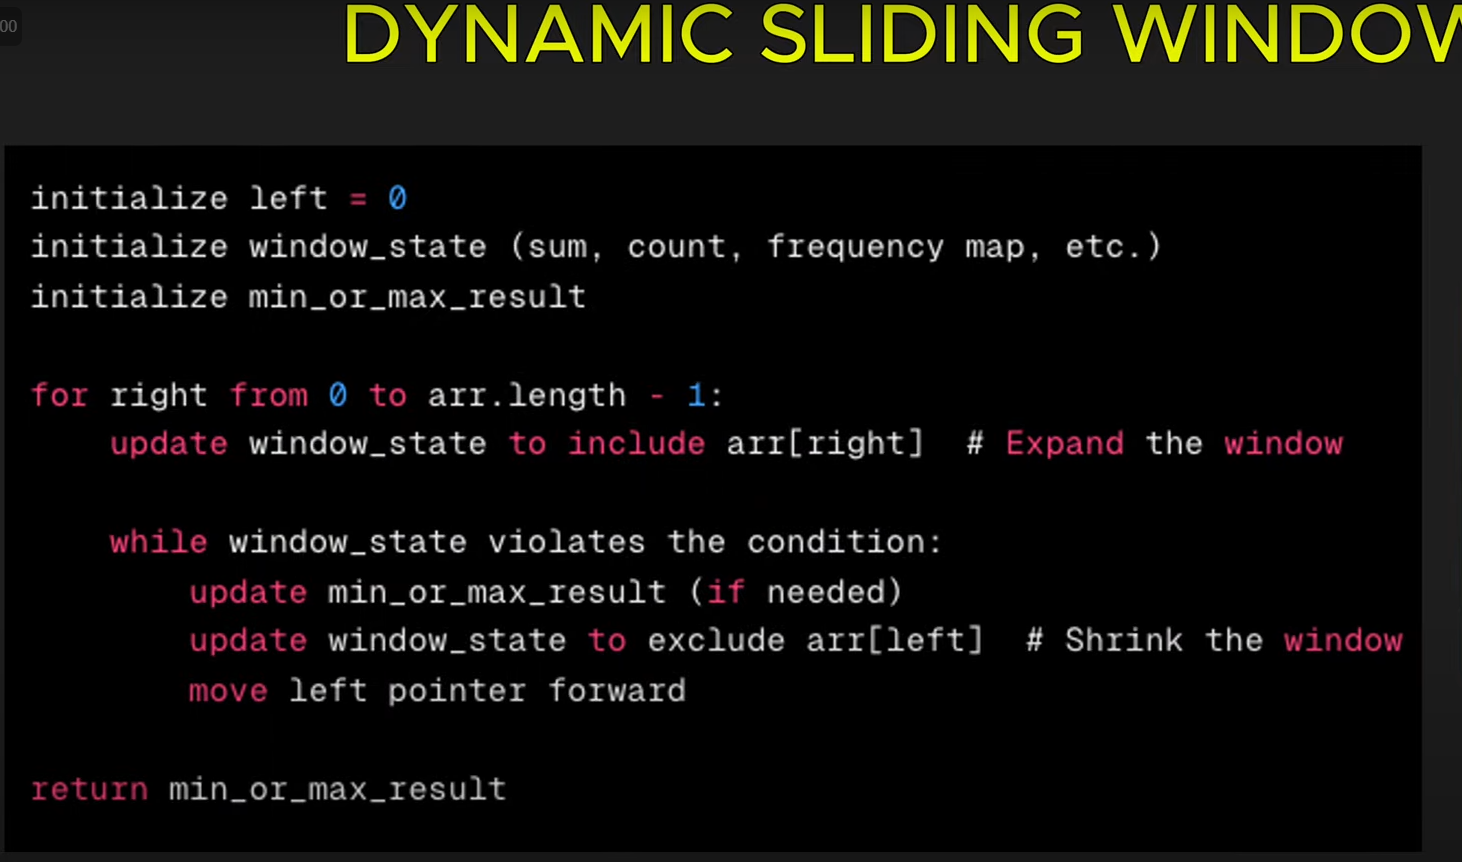 00
DYNAMIC SLIDING WINDOW
initialize left = 0
initialize window_state (sum, count, frequency map, etc.)
initialize min_or_max_result
for right from 0 to arr.length - 1:
    update window_state to include arr[right]  # Expand the window
    while window_state violates the condition:
        update min_or_max_result (if needed)
        update window_state to exclude arr[left]  # Shrink the window
        move left pointer forward
return min_or_max_result